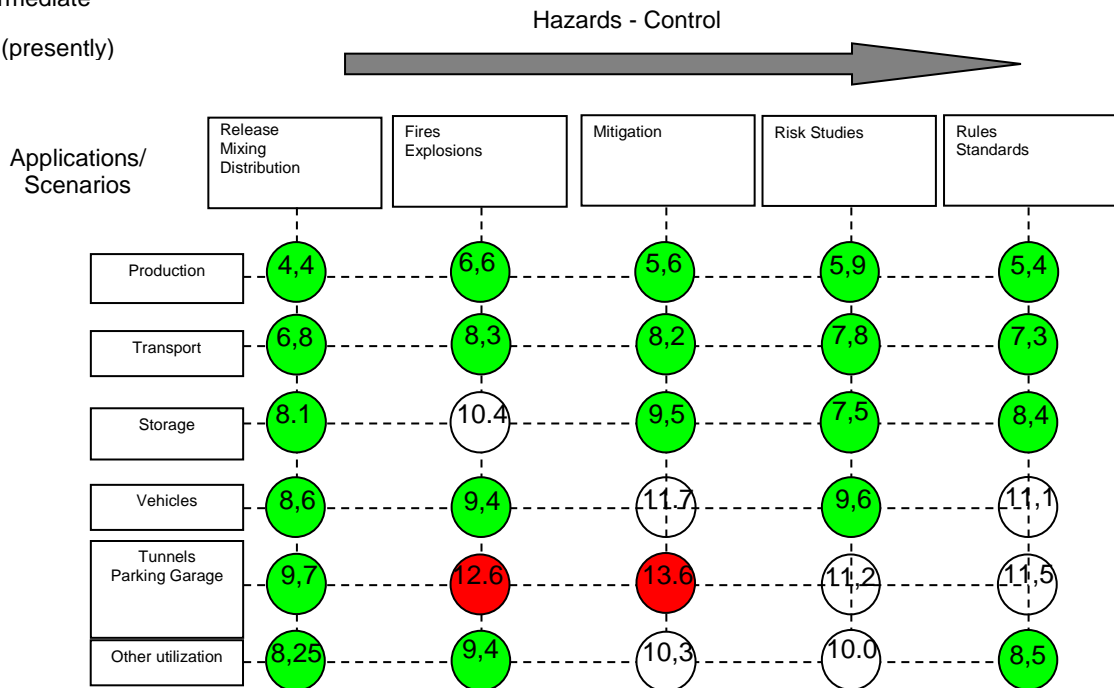 rmediate
(presently)
Hazards - Control
Applications/
Scenarios
Release
Mixing
Distribution
Fires
Explosions
Mitigation
Risk Studies
Rules
Standards
Production
4,4
6,6
5,6
5,9
5,4
Transport
6,8
8,3
8,2
7,8
7,3
Storage
8.1
10.4
9,5
7,5
8,4
Vehicles
8,6
9,4
11.7
9,6
11,1
Tunnels
Parking Garage
9,7
12.6
13.6
11,2
11,5
Other utilization
8,25
9,4
10,3
10.0
8,5